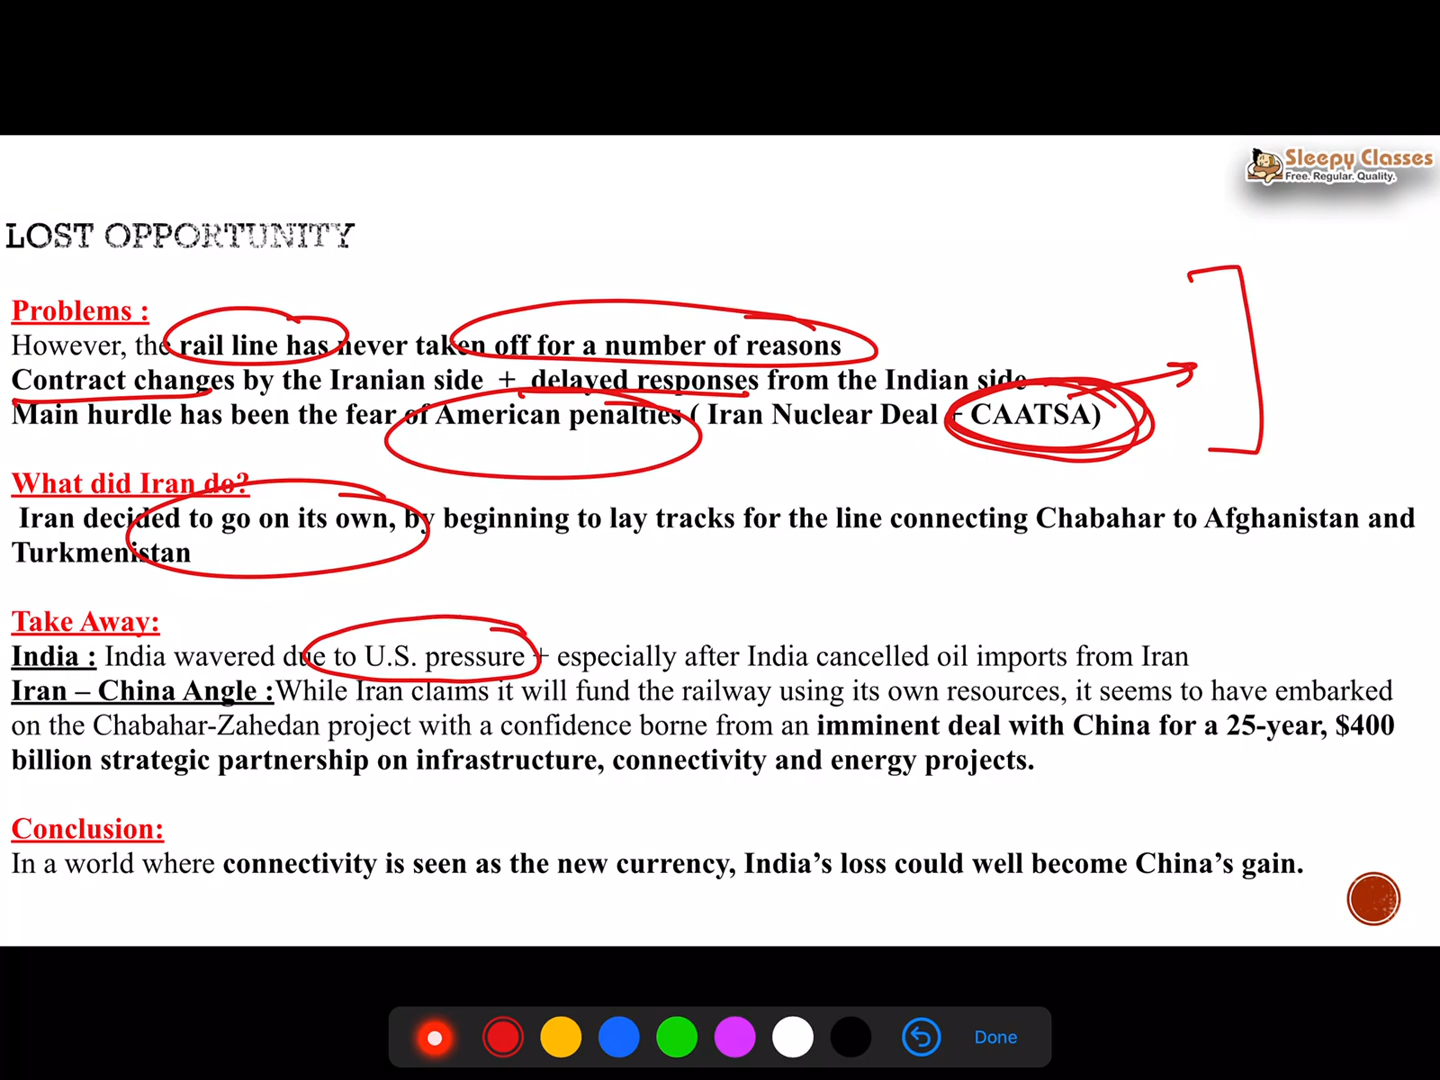 Sleepy Classes
Free. Regular. Quality.
LOST OPPORTUNITY
Problems :
However, the rail line has never taken off for a number of reasons
Contract changes by the Iranian side + delayed responses from the Indian side
Main hurdle has been the fear of American penalties ( Iran Nuclear Deal + CAATSA)
What did Iran do?
Iran decided to go on its own, by beginning to lay tracks for the line connecting Chabahar to Afghanistan and
Turkmenistan
Take Away:
India : India wavered due to U.S. pressure + especially after India cancelled oil imports from Iran
Iran – China Angle :While Iran claims it will fund the railway using its own resources, it seems to have embarked
on the Chabahar-Zahedan project with a confidence borne from an imminent deal with China for a 25-year, $400
billion strategic partnership on infrastructure, connectivity and energy projects.
Conclusion:
In a world where connectivity is seen as the new currency, India’s loss could well become China’s gain.
Done